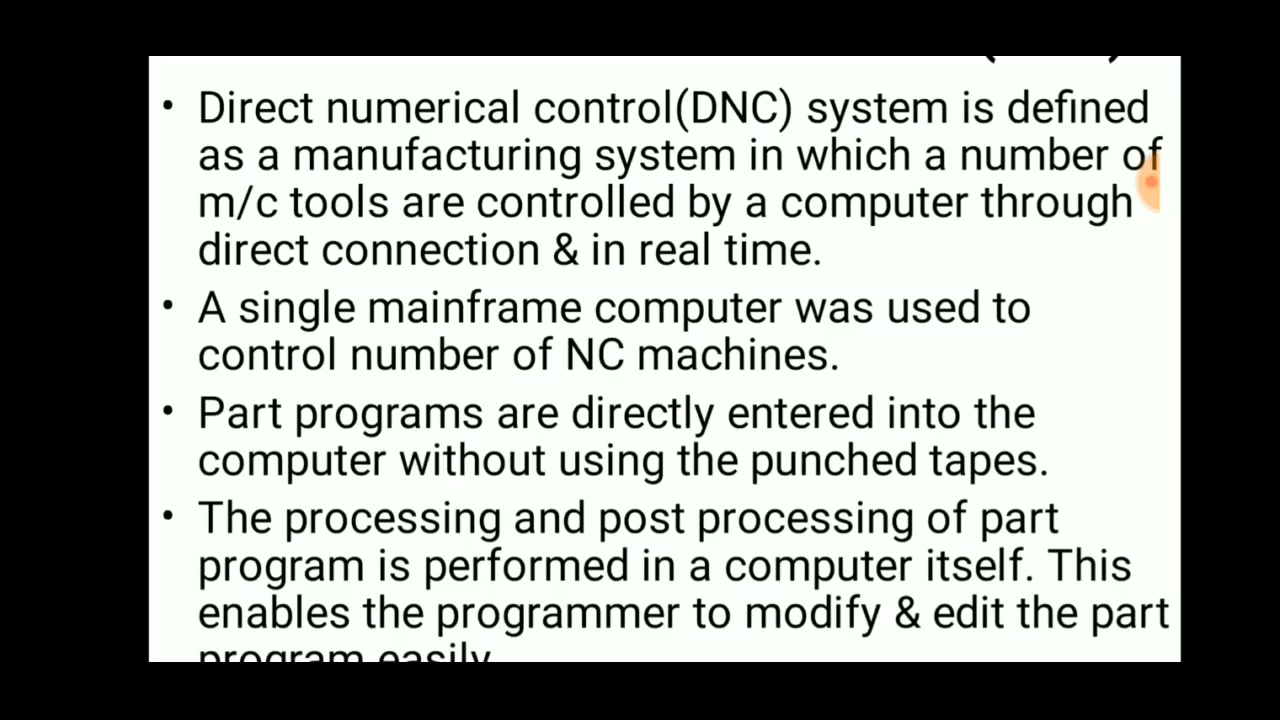 • Direct numerical control(DNC) system is defined
as a manufacturing system in which a number of
m/c tools are controlled by a computer through
direct connection & in real time.
• A single mainframe computer was used to
control number of NC machines.
• Part programs are directly entered into the
computer without using the punched tapes.
• The processing and post processing of part
program is performed in a computer itself. This
enables the programmer to modify & edit the part
program easily